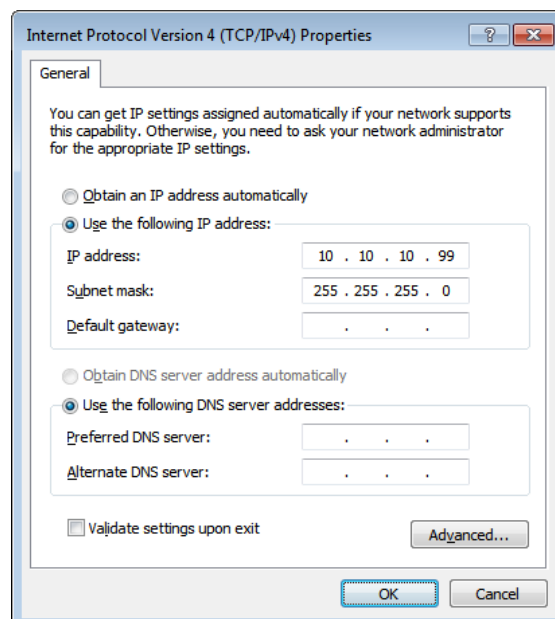 Internet Protocol Version 4 (TCP/IPv4) Properties
General
You can get IP settings assigned automatically if your network supports
this capability. Otherwise, you need to ask your network administrator
for the appropriate IP settings.
Obtain an IP address automatically
Use the following IP address:
IP address: 10 . 10 . 10 . 99
Subnet mask: 255 . 255 . 255 . 0
Default gateway: . . .
Obtain DNS server address automatically
Use the following DNS server addresses:
Preferred DNS server: . . .
Alternate DNS server: . . .
Validate settings upon exit
Advanced...
OK Cancel